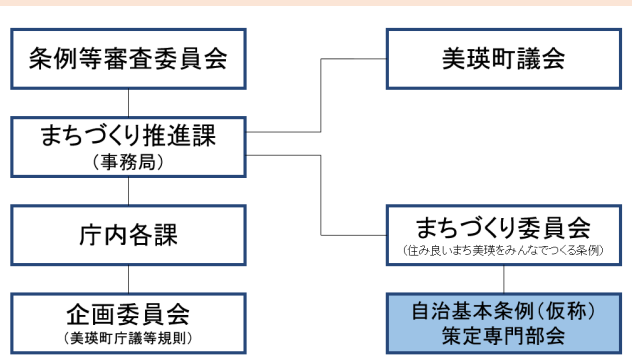 条例等審査委員会
美瑛町議会
まちづくり推進課
（事務局）
庁内各課
まちづくり委員会
（住み良いまち美瑛をみんなでつくる条例）
企画委員会
（美瑛町庁議等規則）
自治基本条例（仮称）
策定専門部会